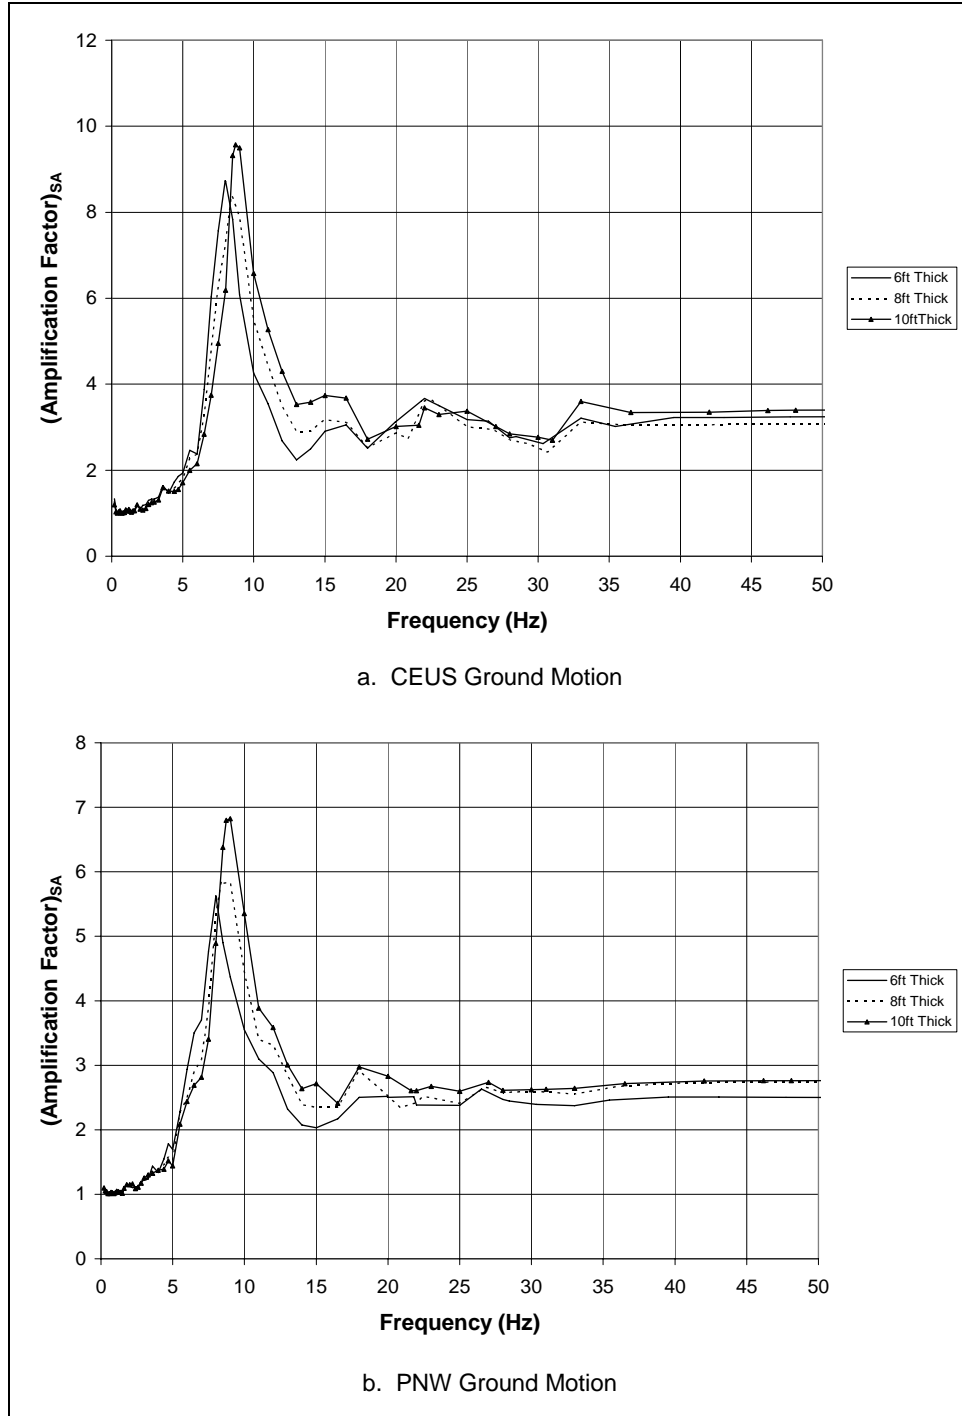 12
10
8
6
4
2
0
(Amplification Factor)SA
0 5 10 15 20 25 30 35 40 45 50
Frequency (Hz)
6ft Thick
8ft Thick
10ftThick
a. CEUS Ground Motion
8
7
6
5
4
3
2
1
0
(Amplification Factor)SA
0 5 10 15 20 25 30 35 40 45 50
Frequency (Hz)
6ft Thick
8ft Thick
10ft Thick
b. PNW Ground Motion